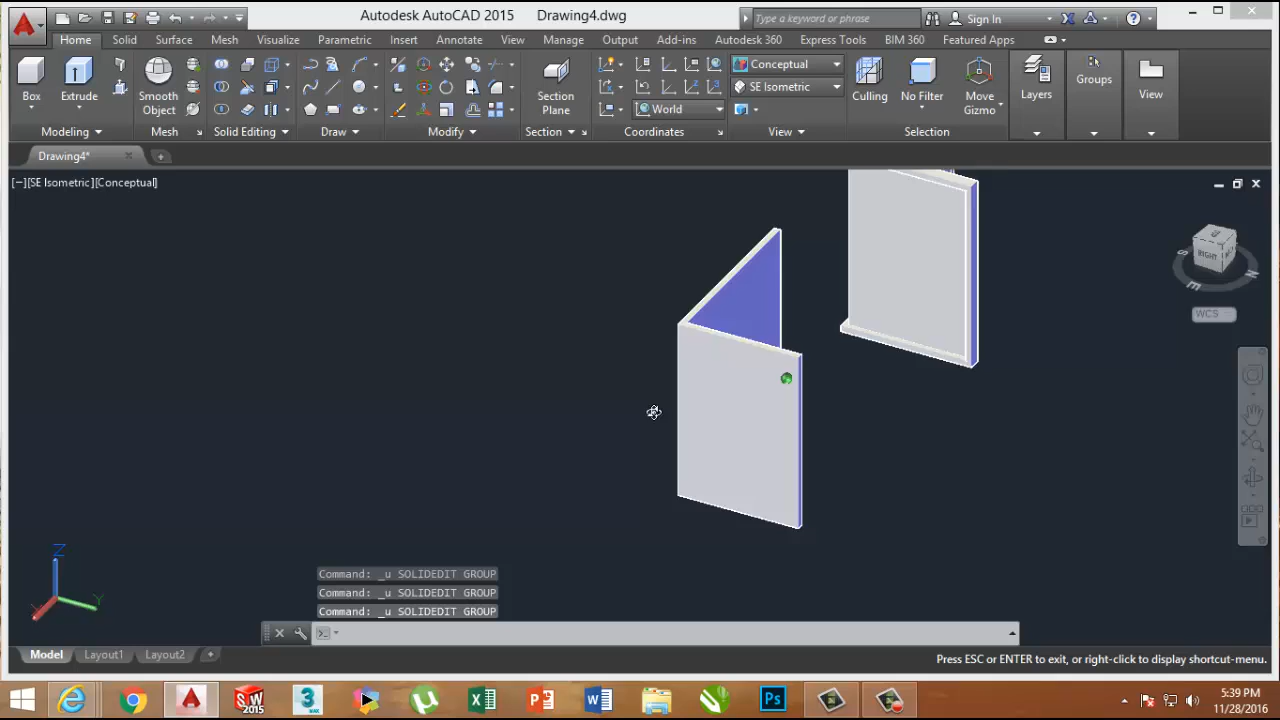 Autodesk AutoCAD 2015 Drawing4.dwg
Type a keyword or phrase
Sign In
Home Solid Surface Mesh Visualize Parametric Insert Annotate View Manage Output Add-ins Autodesk 360 Express Tools BIM 360 Featured Apps
Box
Extrude
Smooth
Object
Section
Plane
World
Conceptual
SE Isometric
Culling
No Filter
Move
Gizmo
Layers
Groups
View
Modeling
Mesh
Solid Editing
Draw
Modify
Section
Coordinates
View
Selection
Drawing4*
[−][SE Isometric][Conceptual]
RIGHT
S
E
N
WCS
Z
Y
X
Command: _u SOLIDEDIT GROUP
Command: _u SOLIDEDIT GROUP
Command: _u SOLIDEDIT GROUP
Model Layout1 Layout2
Press ESC or ENTER to exit, or right-click to display shortcut-menu.
SW
2015
3
MAX
Ps
5:39 PM
11/28/2016